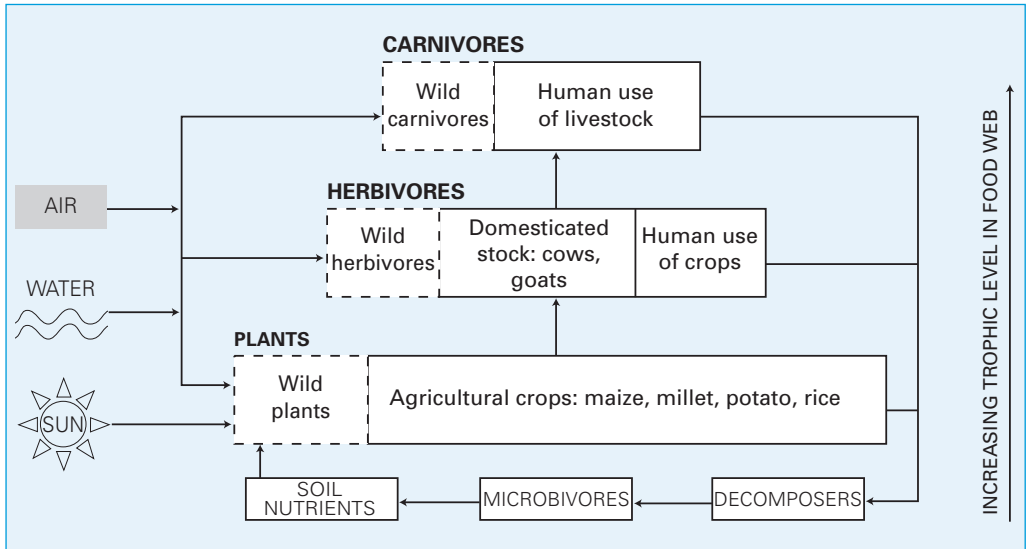 CARNIVORES
Wild
carnivores
Human use
of livestock
AIR
HERBIVORES
Wild
herbivores
Domesticated
stock: cows,
goats
Human use
of crops
WATER
PLANTS
Wild
plants
Agricultural crops: maize, millet, potato, rice
SUN
SOIL
NUTRIENTS
MICROBIVORES
DECOMPOSERS
INCREASING TROPHIC LEVEL IN FOOD WEB